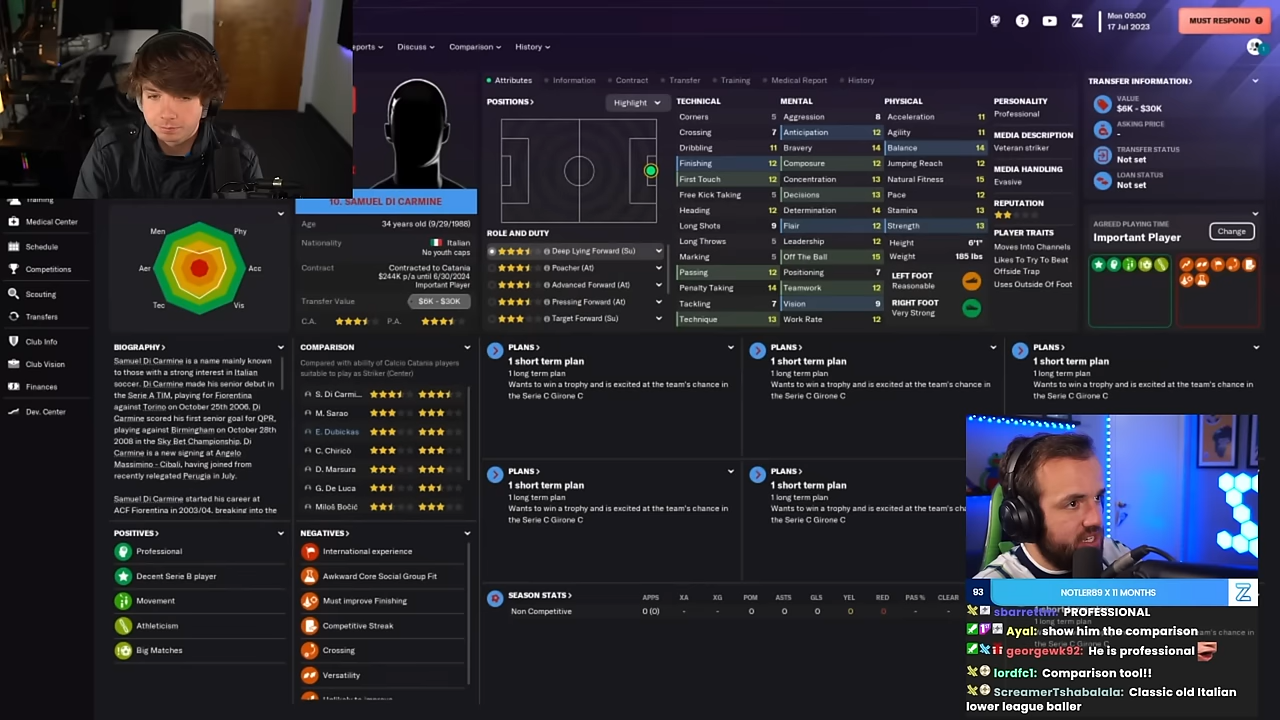 Mon 09:00
17 Jul 2023
MUST RESPOND
Discuss
Comparison
History
Attributes
Information
Contract
Transfer
Training
Medical Report
History
Medical Center
Schedule
Competitions
Scouting
Transfers
Club Info
Club Vision
Finances
Dev. Center
10. SAMUEL DI CARMINE
Age 34 years old (9/29/1988)
Nationality Italian
No youth caps
Contract Contracted to Catania
$244K p/a until 6/30/2024
Important Player
Transfer Value $6K - $30K
C.A. P.A.
Men
Phy
Aer
Acc
Tec
Vis
POSITIONS>
Highlight
ROLE AND DUTY
Deep Lying Forward (Su)
Poacher (At)
Advanced Forward (At)
Pressing Forward (At)
Target Forward (Su)
TECHNICAL
Corners 5
Crossing 7
Dribbling 11
Finishing 12
First Touch 12
Free Kick Taking 5
Heading 12
Long Shots 9
Long Throws 5
Marking 5
Passing 12
Penalty Taking 14
Tackling 7
Technique 13
MENTAL
Aggression 8
Anticipation 12
Bravery 14
Composure 12
Concentration 13
Decisions 13
Determination 14
Flair 12
Leadership 12
Off The Ball 15
Positioning 7
Teamwork 12
Vision 9
Work Rate 12
PHYSICAL
Acceleration 11
Agility 11
Balance 14
Jumping Reach 12
Natural Fitness 15
Pace 12
Stamina 13
Strength 13
Height 6'1"
Weight 185 lbs
LEFT FOOT
Reasonable
RIGHT FOOT
Very Strong
PERSONALITY
Professional
MEDIA DESCRIPTION
Veteran striker
MEDIA HANDLING
Evasive
REPUTATION
PLAYER TRAITS
Moves Into Channels
Likes To Try To Beat
Offside Trap
Uses Outside Of Foot
TRANSFER INFORMATION>
VALUE
$6K - $30K
ASKING PRICE
-
TRANSFER STATUS
Not set
LOAN STATUS
Not set
AGREED PLAYING TIME
Important Player
Change
BIOGRAPHY>
Samuel Di Carmine is a name mainly known
to those with a strong interest in Italian
soccer. Di Carmine made his senior debut in
the Serie A TIM, playing for Fiorentina
against Torino on October 25th 2006. Di
Carmine scored his first senior goal for QPR,
playing against Birmingham on October 28th
2008 in the Sky Bet Championship. Di
Carmine is a new signing at Angelo
Massimino - Cibali, having joined from
recently relegated Perugia in July.
Samuel Di Carmine started his career at
ACF Fiorentina in 2003/04, breaking into the
COMPARISON
Compared with ability of Calcio Catania players
suitable to play as Striker (Center)
S. Di Carmi...
M. Sarao
E. Dubickas
C. Chiricò
D. Marsura
G. De Luca
Miloš Bočić
POSITIVES>
Professional
Decent Serie B player
Movement
Athleticism
Big Matches
NEGATIVES>
International experience
Awkward Core Social Group Fit
Must improve Finishing
Competitive Streak
Crossing
Versatility
PLANS>
1 short term plan
1 long term plan
Wants to win a trophy and is excited at the team's chance in
the Serie C Girone C
PLANS>
1 short term plan
1 long term plan
Wants to win a trophy and is excited at the team's chance in
the Serie C Girone C
PLANS>
1 short term plan
1 long term plan
Wants to win a trophy and is excited at the team's chance in
the Serie C Girone C
PLANS>
1 short term plan
1 long term plan
Wants to win a trophy and is excited at the team's chance in
the Serie C Girone C
PLANS>
1 short term plan
1 long term plan
Wants to win a trophy and is excited at the team's
the Serie C Girone C
SEASON STATS>
APPS XA XG POM ASTS GLS YEL RED PAS % CLEAR
Non Competitive 0 (0) - - 0 0 0 0 0 - -
93 NOTLER89 X 11 MONTHS
sbarrettm: PROFESSIONAL
Ayal: show him the comparison
georgewk92: He is professional
lordfc1: Comparison tool!!
ScreamerTshabalala: Classic old Italian
lower league baller